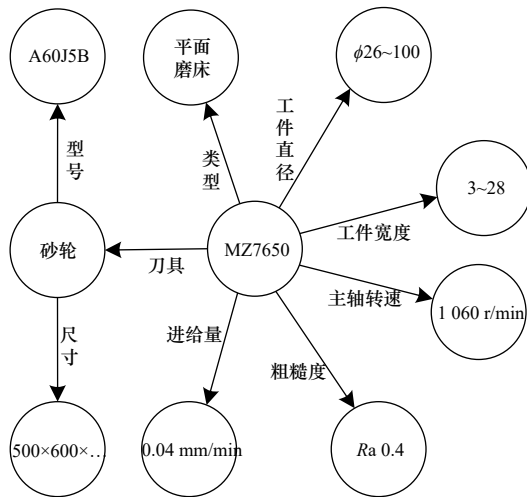 A60J5B
平面
磨床
ϕ26~100
型号
类型
工件直径
3~28
砂轮
刀具
MZ7650
工件宽度
主轴转速
1 060 r/min
尺寸
进给量
粗糙度
500×600×…
0.04 mm/min
Ra 0.4